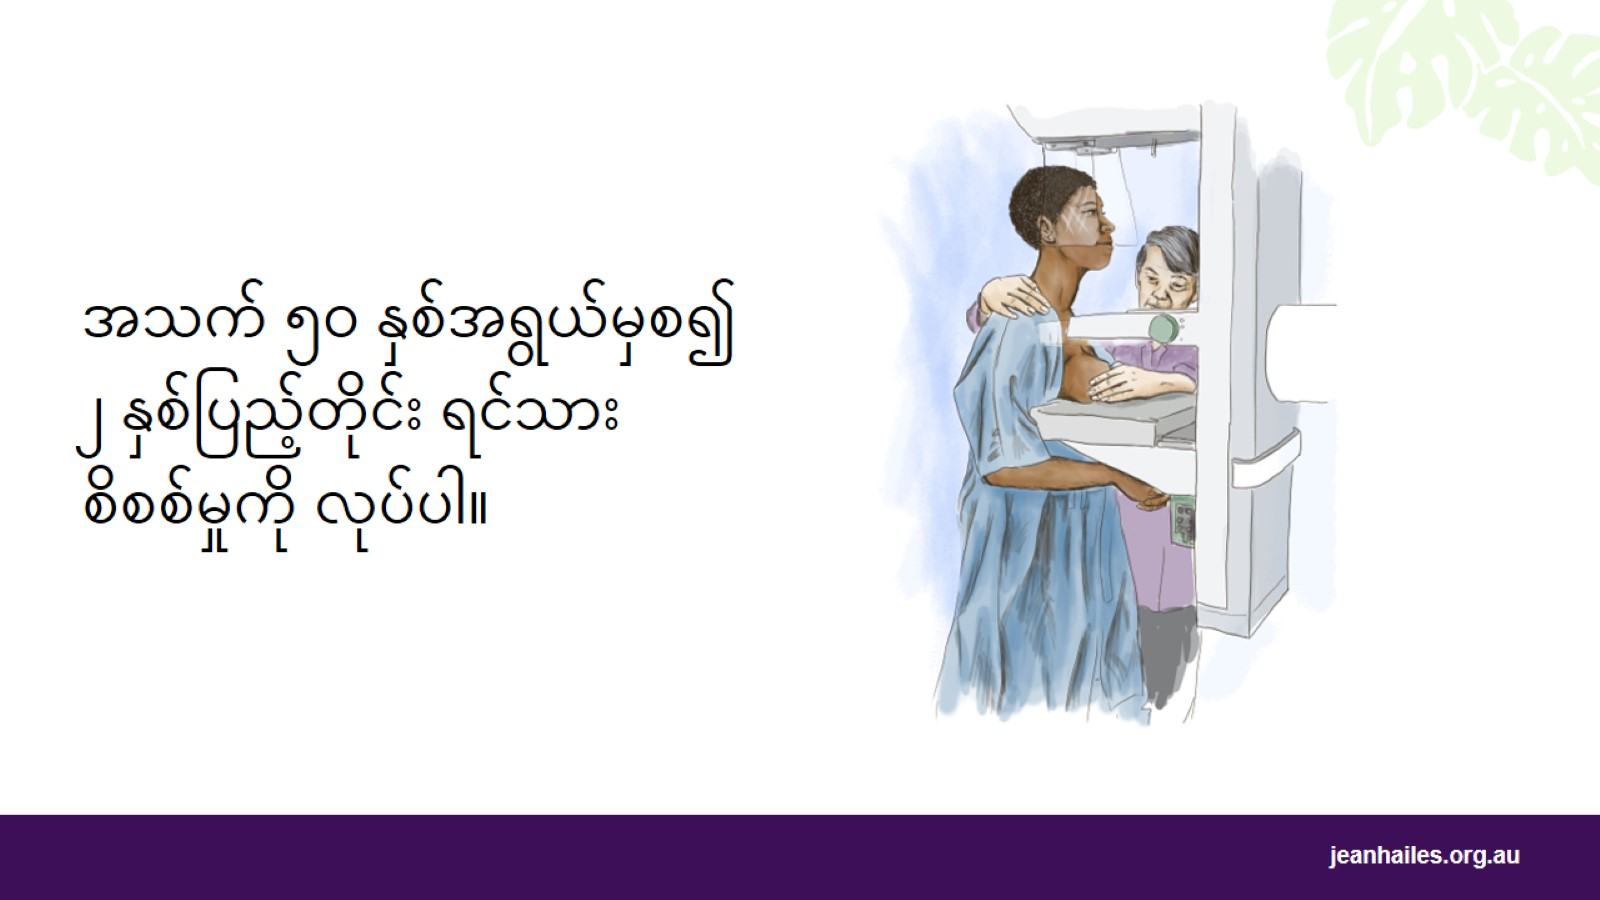 အသက် ၅၀ နှစ်အရွယ်မှစ၍
၂ နှစ်ပြည့်တိုင်း ရင်သား
စိစစ်မှုကို လုပ်ပါ။
jeanhailes.org.au